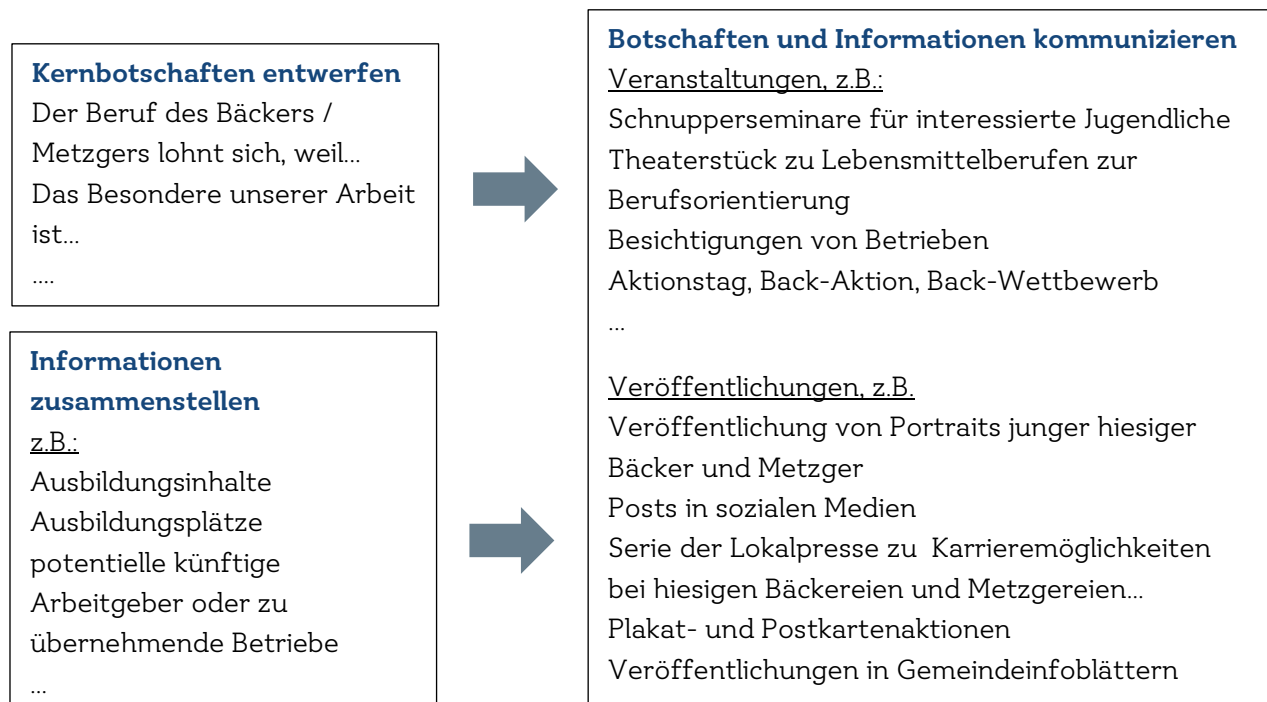 Kernbotschaften entwerfen
Der Beruf des Bäckers /
Metzgers lohnt sich, weil...
Das Besondere unserer Arbeit
ist...
....
Informationen
zusammenstellen
z.B.:
Ausbildungsinhalte
Ausbildungsplätze
potentielle künftige
Arbeitgeber oder zu
übernehmende Betriebe
...
Botschaften und Informationen kommunizieren
Veranstaltungen, z.B.:
Schnupperseminare für interessierte Jugendliche
Theaterstück zu Lebensmittelberufen zur
Berufsorientierung
Besichtigungen von Betrieben
Aktionstag, Back-Aktion, Back-Wettbewerb
...
Veröffentlichungen, z.B.
Veröffentlichung von Portraits junger hiesiger
Bäcker und Metzger
Posts in sozialen Medien
Serie der Lokalpresse zu Karrieremöglichkeiten
bei hiesigen Bäckereien und Metzgereien...
Plakat- und Postkartenaktionen
Veröffentlichungen in Gemeindeinfoblättern